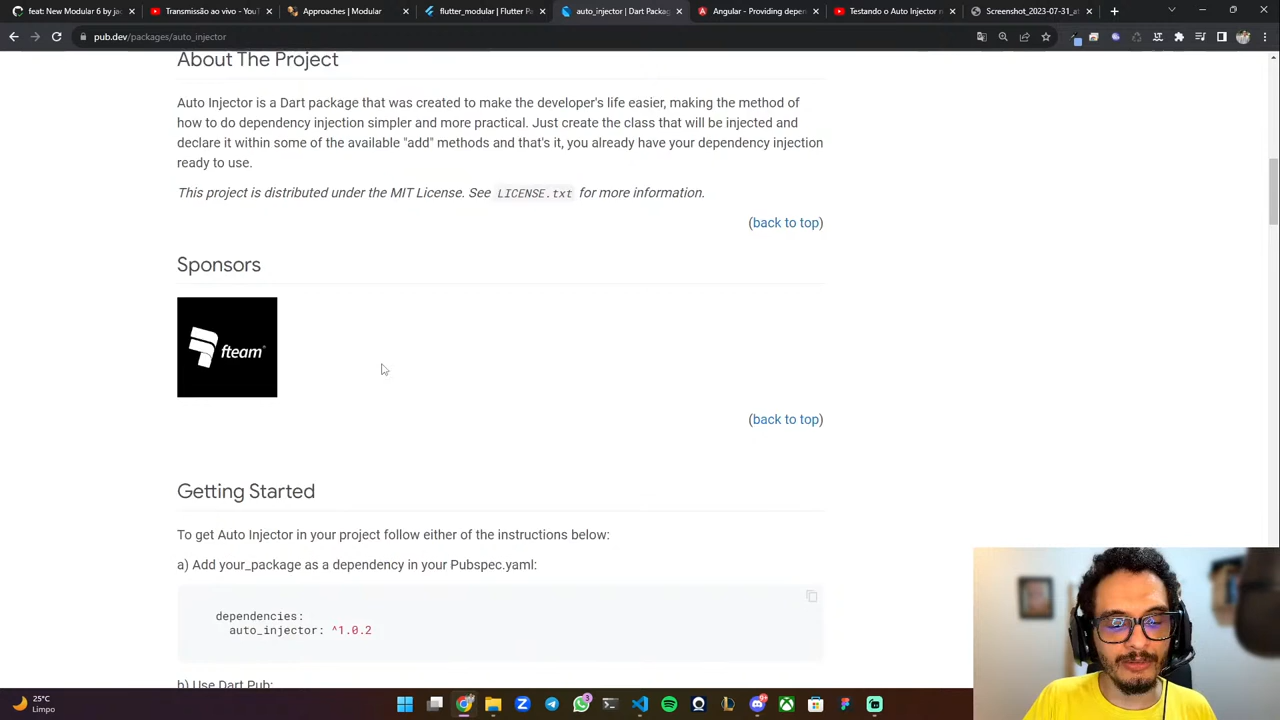 feat: New Modular 6 by jac
Transmissão ao vivo - YouT
Approaches | Modular
flutter_modular | Flutter Pa
auto_injector | Dart Packag
Angular - Providing depen
Testando o Auto Injector n
Screenshot_2023-07-31_at
pub.dev/packages/auto_injector
About The Project
Auto Injector is a Dart package that was created to make the developer's life easier, making the method of
how to do dependency injection simpler and more practical. Just create the class that will be injected and
declare it within some of the available "add" methods and that's it, you already have your dependency injection
ready to use.
This project is distributed under the MIT License. See LICENSE.txt for more information.
(back to top)
Sponsors
fteam
(back to top)
Getting Started
To get Auto Injector in your project follow either of the instructions below:
a) Add your_package as a dependency in your Pubspec.yaml:
dependencies:
auto_injector: ^1.0.2
b) Use Dart Pub:
25°C
Limpo